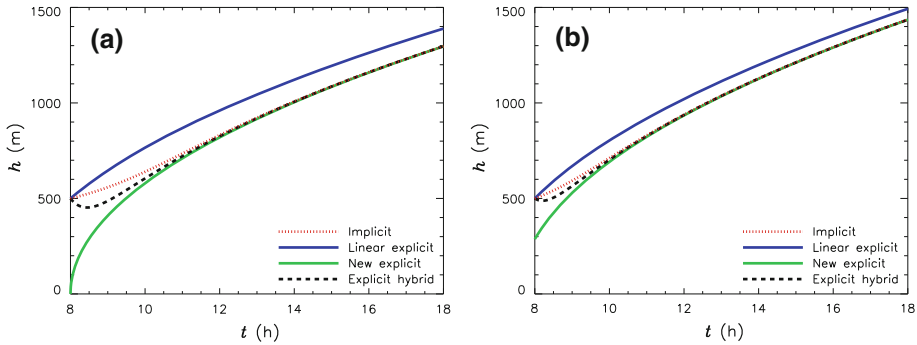 (a)
h (m)
1500
1000
500
0
8
10
12
14
16
18
t (h)
Implicit
Linear explicit
New explicit
Explicit hybrid
(b)
h (m)
1500
1000
500
0
8
10
12
14
16
18
t (h)
Implicit
Linear explicit
New explicit
Explicit hybrid